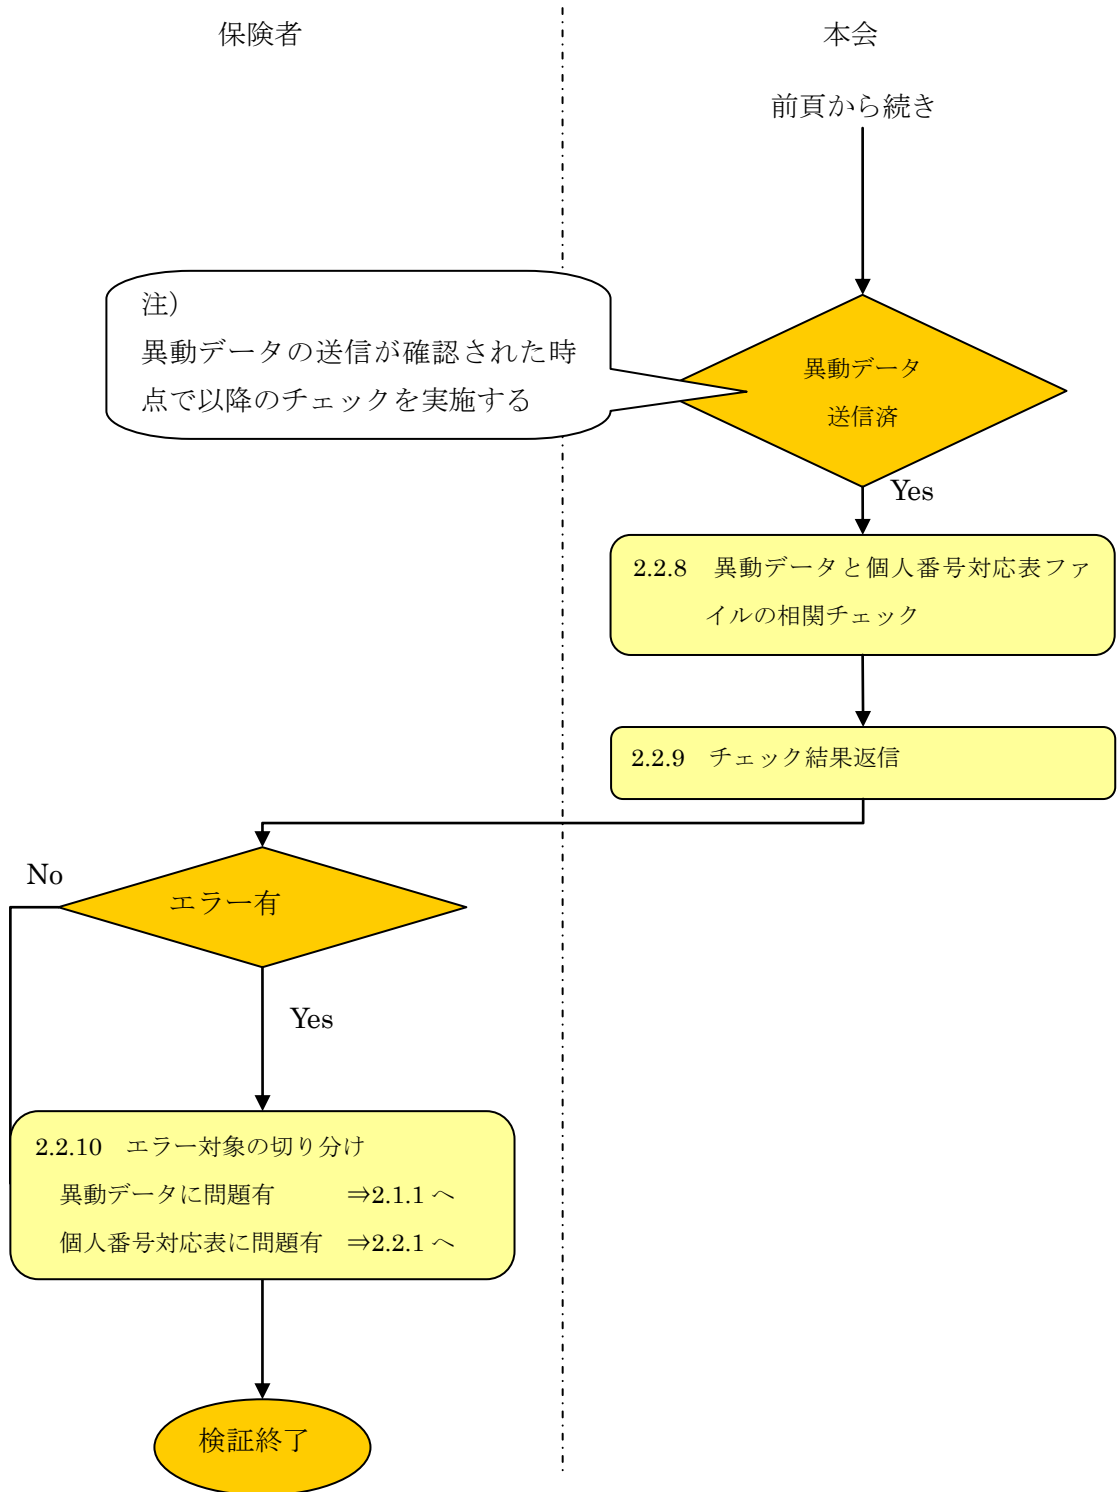 保険者
本会
前頁から続き
注）
異動データの送信が確認された時
点で以降のチェックを実施する
異動データ
送信済
Yes
2.2.8　異動データと個人番号対応表ファ
イルの相関チェック
2.2.9　チェック結果返信
No
エラー有
Yes
2.2.10　エラー対象の切り分け
異動データに問題有　　　⇒2.1.1 へ
個人番号対応表に問題有　⇒2.2.1 へ
検証終了